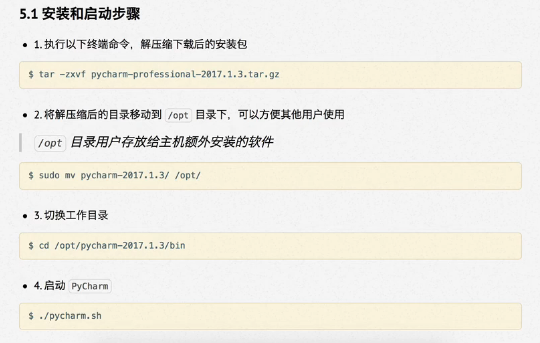 5.1 安装和启动步骤
• 1. 执行以下终端命令，解压缩下载后的安装包
$ tar -zxvf pycharm-professional-2017.1.3.tar.gz
• 2. 将解压缩后的目录移动到 /opt 目录下，可以方便其他用户使用
/opt 目录用户存放给主机额外安装的软件
$ sudo mv pycharm-2017.1.3/ /opt/
• 3. 切换工作目录
$ cd /opt/pycharm-2017.1.3/bin
• 4. 启动 PyCharm
$ ./pycharm.sh